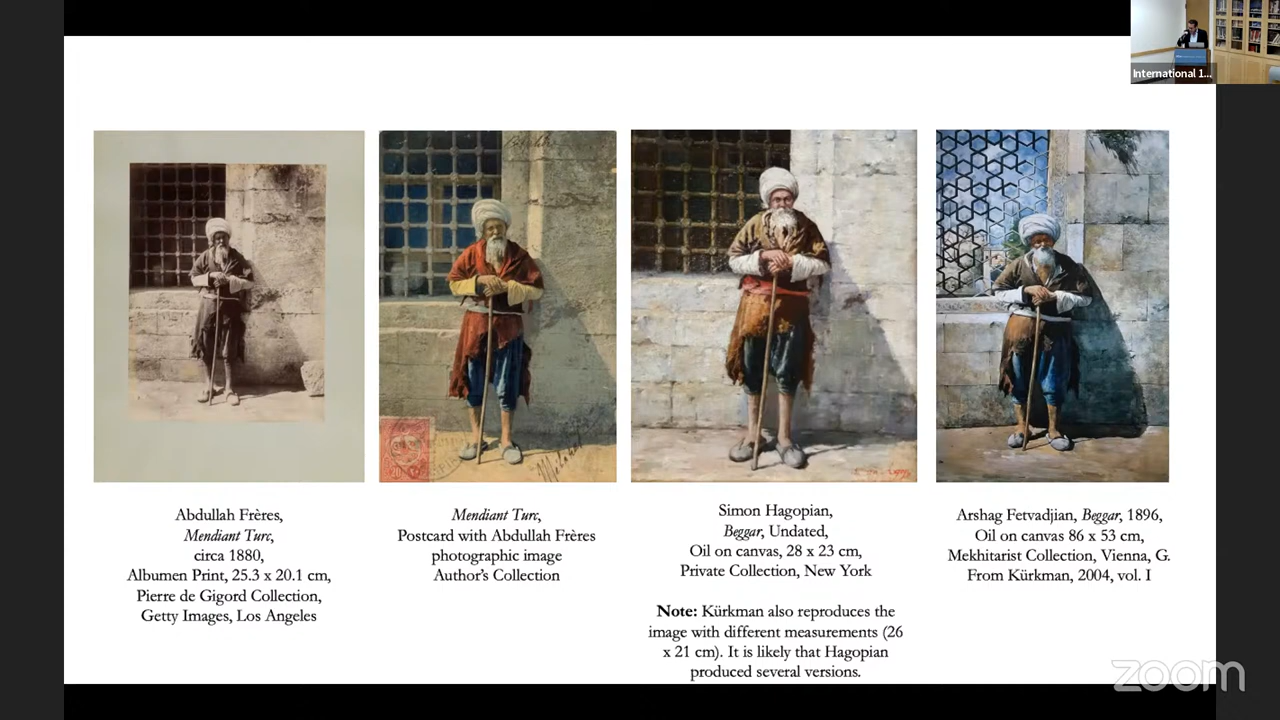 International 1...
Abdullah Frères,
Mendiant Turc,
circa 1880,
Albumen Print, 25.3 x 20.1 cm,
Pierre de Gigord Collection,
Getty Images, Los Angeles
Mendiant Turc,
Postcard with Abdullah Frères
photographic image
Author's Collection
Simon Hagopian,
Beggar, Undated,
Oil on canvas, 28 x 23 cm,
Private Collection, New York
Note: Kürkman also reproduces the
image with different measurements (26
x 21 cm). It is likely that Hagopian
produced several versions.
Arshag Fetvadjian, Beggar, 1896,
Oil on canvas 86 x 53 cm,
Mekhitarist Collection, Vienna, G.
From Kürkman, 2004, vol. I
zoom